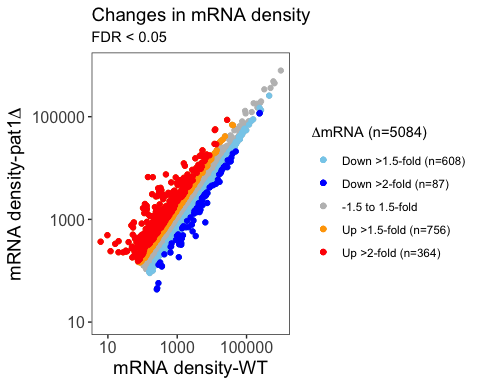 Changes in mRNA density
FDR < 0.05
mRNA density-pat1Δ
100000
1000
10
10 1000 100000
mRNA density-WT
ΔmRNA (n=5084)
Down >1.5-fold (n=608)
Down >2-fold (n=87)
-1.5 to 1.5-fold
Up >1.5-fold (n=756)
Up >2-fold (n=364)